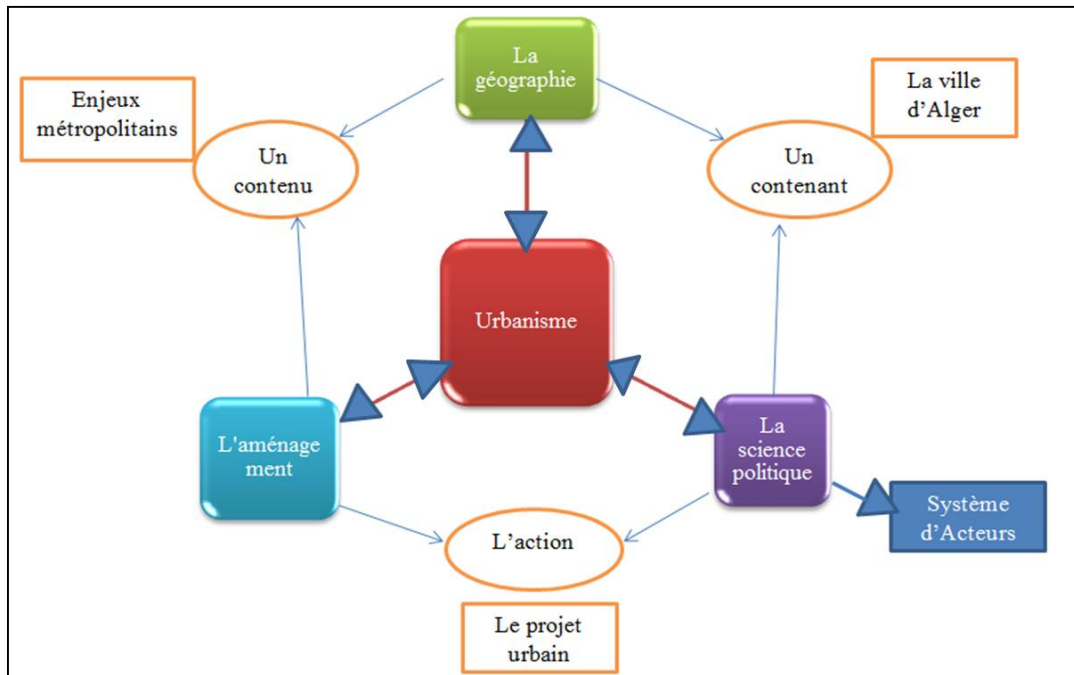 La
géographie
Enjeux
métropolitains
La ville
d’Alger
Un
contenu
Un
contenant
Urbanisme
L'aménage
ment
La
science
politique
Système
d’Acteurs
L’action
Le projet
urbain